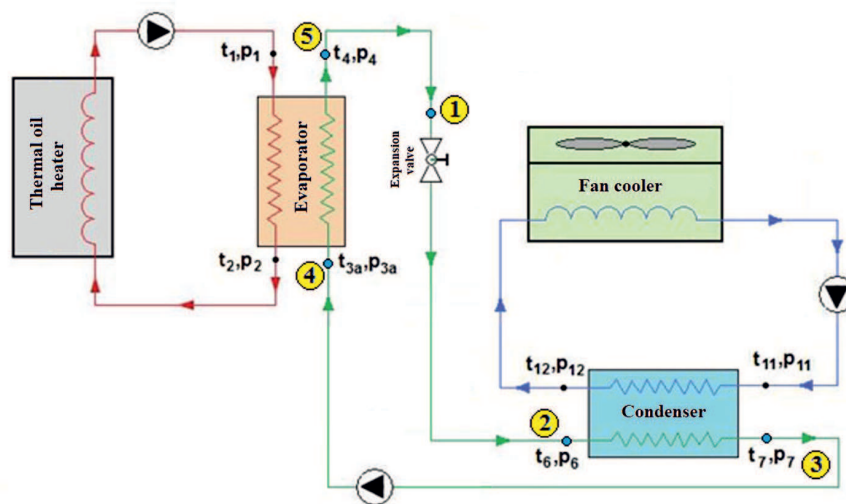 5
t1,p1
t4,p4
1
Thermal oil
heater
Evaporator
Expansion
valve
Fan cooler
t2,p2
4
t3a,p3a
t12,p12
t11,p11
Condenser
2
t6,p6
t7,p7
3